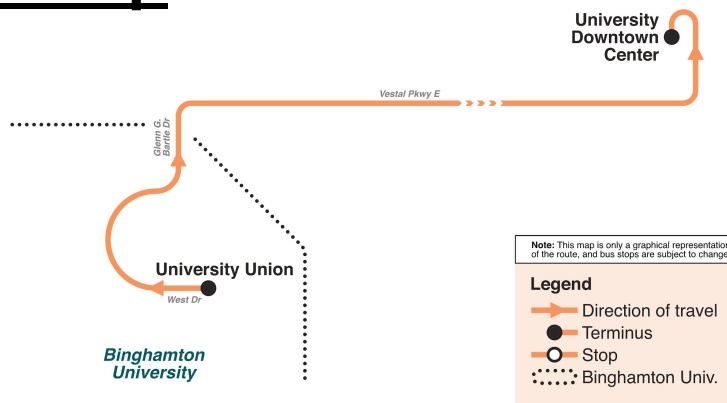 University
Downtown
Center
Vestal Pkwy E
Glenn G.
Bartle Dr
University Union
West Dr
Binghamton
University
Note: This map is only a graphical representation
of the route, and bus stops are subject to change
Legend
Direction of travel
Terminus
Stop
Binghamton Univ.